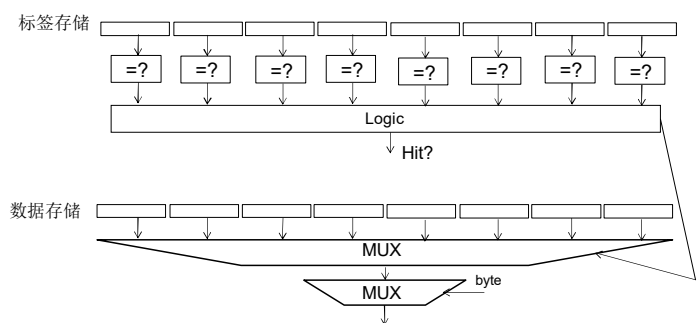 标签存储
=? =? =? =? =? =? =? =?
Logic
Hit?
数据存储
MUX
byte
MUX